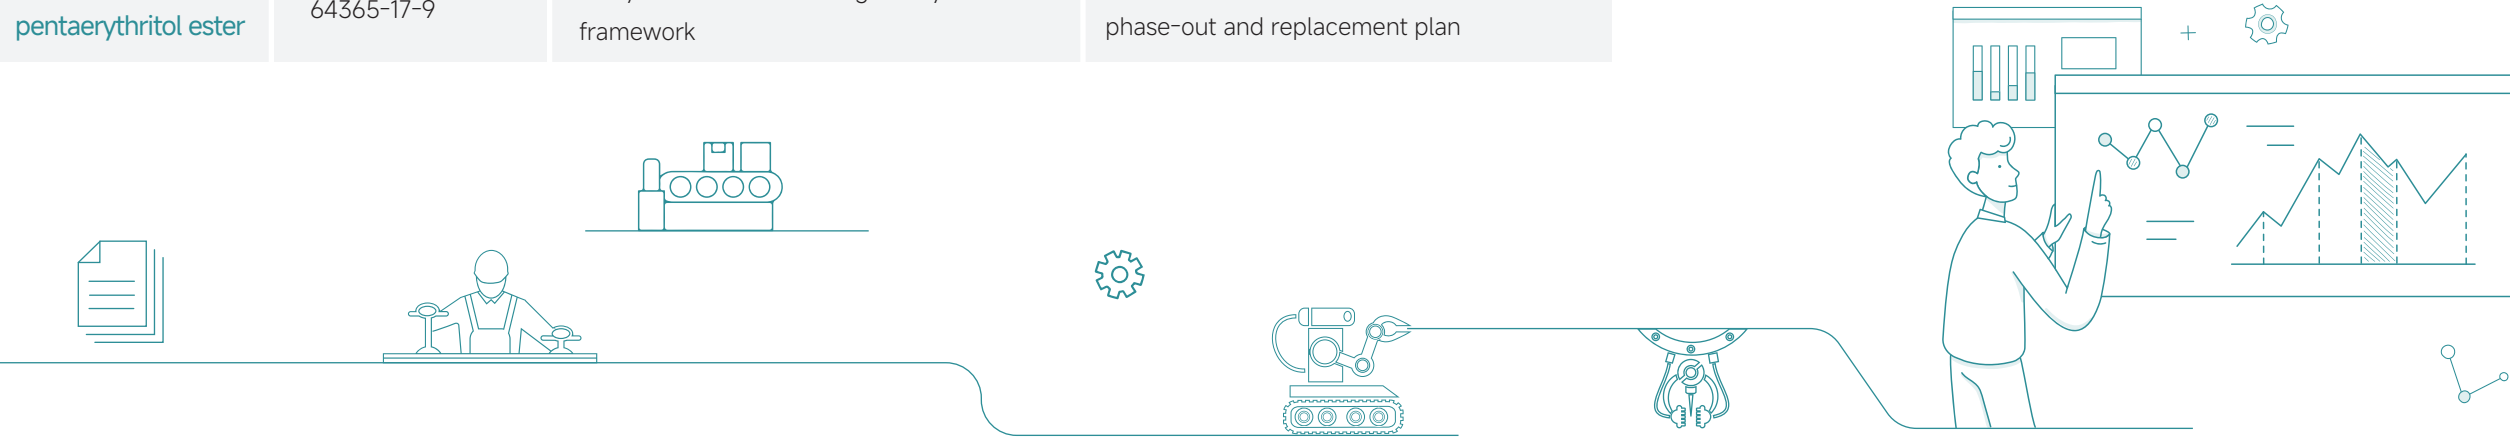 pentaerythritol ester
64365-17-9
framework
phase-out and replacement plan